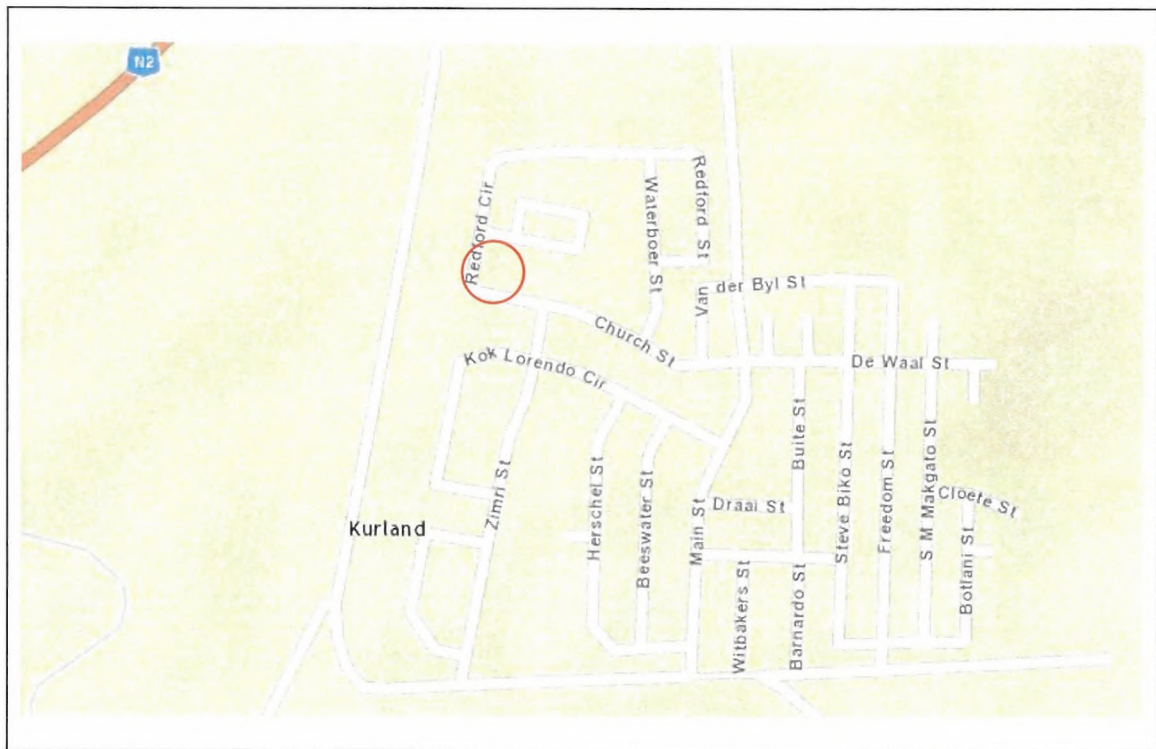 N2
Redford Cir
Waterboer St
Redford St
Van der Byl St
Church St
De Waal St
Kok Lorendo Cir
Buite St
Zimri St
Herschel St
Beeswater St
Main St
Draai St
Steve Biko St
Freedom St
S M Makgato St
Cloete St
Kurland
Witbakers St
Barnardo St
Botlani St